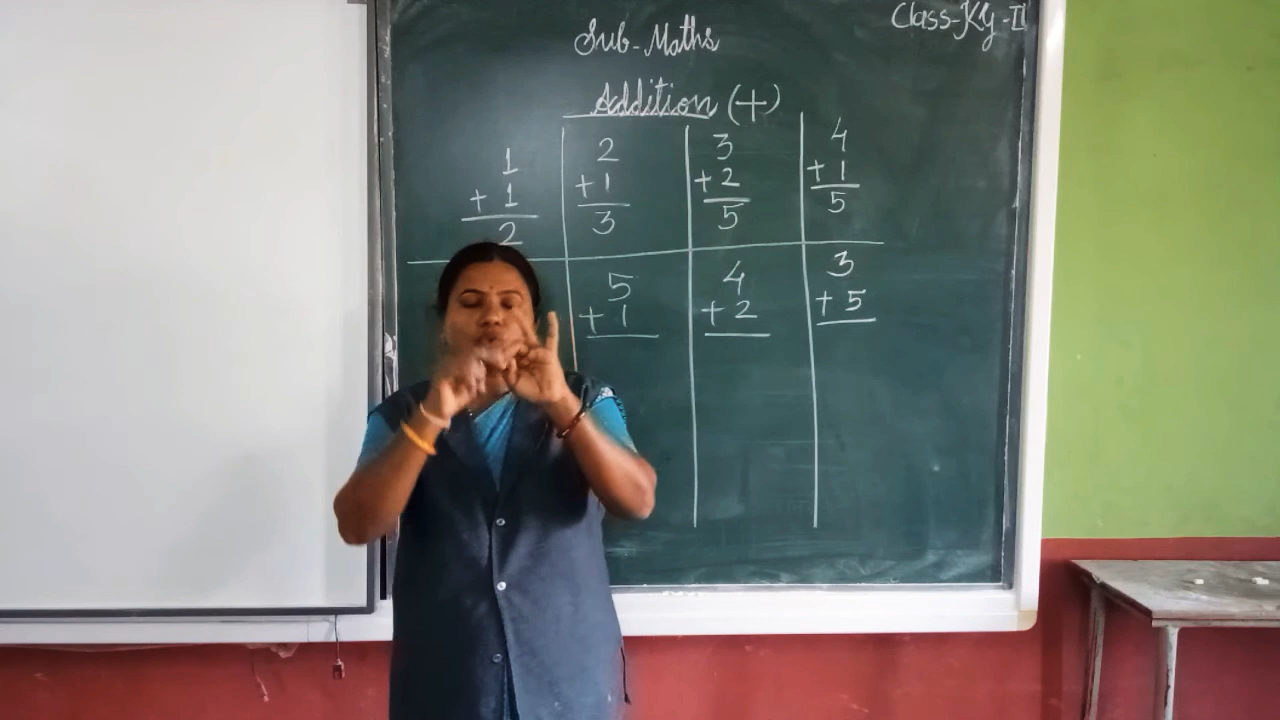 Class-KG-II
Sub-Maths
Addition (+)
1 2 3 4
+ 1 + 1 + 2 + 1
2 3 5 5
5 4 3
+ 1 + 2 + 5